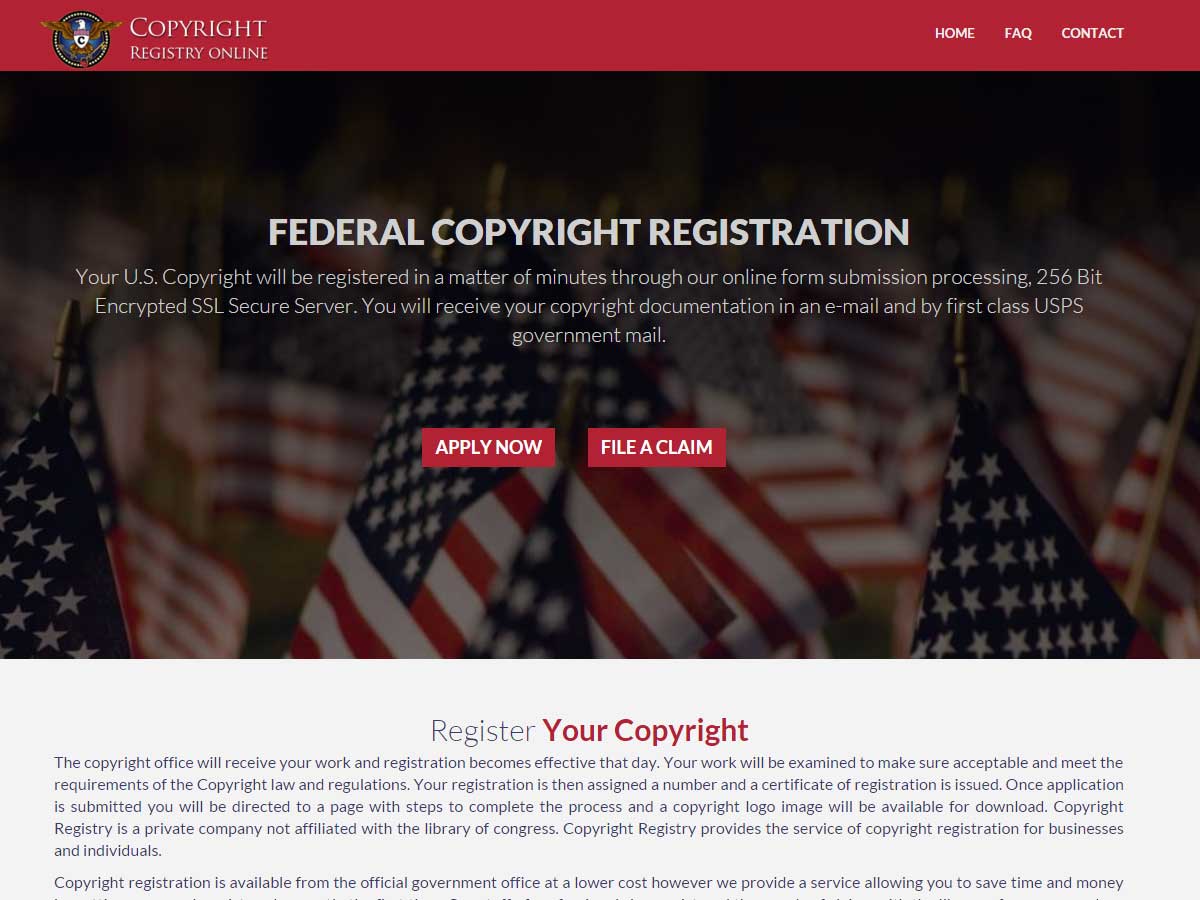 COPYRIGHT
REGISTRY ONLINE
HOME FAQ CONTACT
FEDERAL COPYRIGHT REGISTRATION
Your U.S. Copyright will be registered in a matter of minutes through our online form submission processing, 256 Bit
Encrypted SSL Secure Server. You will receive your copyright documentation in an e-mail and by first class USPS
government mail.
APPLY NOW FILE A CLAIM
Register Your Copyright
The copyright office will receive your work and registration becomes effective that day. Your work will be examined to make sure acceptable and meet the
requirements of the Copyright law and regulations. Your registration is then assigned a number and a certificate of registration is issued. Once application
is submitted you will be directed to a page with steps to complete the process and a copyright logo image will be available for download. Copyright
Registry is a private company not affiliated with the library of congress. Copyright Registry provides the service of copyright registration for businesses
and individuals.
Copyright registration is available from the official government office at a lower cost however we provide a service allowing you to save time and money